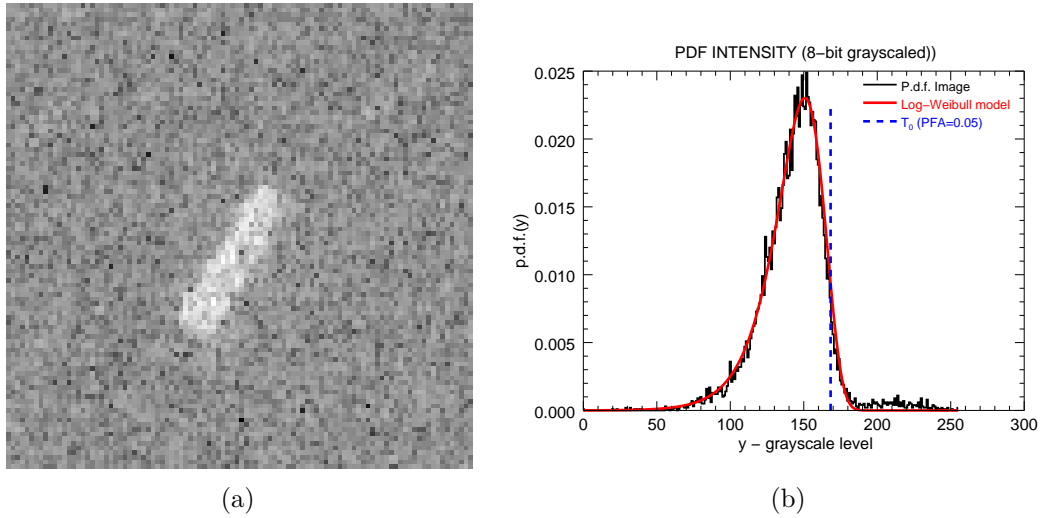 PDF INTENSITY (8−bit grayscaled))
P.d.f. Image
Log−Weibull model
T0 (PFA=0.05)
0.025
0.020
0.015
0.010
0.005
0.000
p.d.f.(y)
0 50 100 150 200 250 300
y − grayscale level
(a) (b)